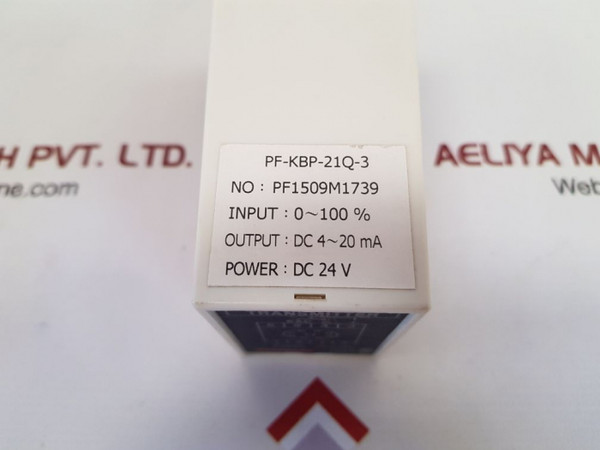 PF-KBP-21Q-3
NO : PF1509M1739
INPUT : 0～100 %
OUTPUT : DC 4～20 mA
POWER : DC 24 V
H PVT. LTD.
ne.com
AELIYA M
Web